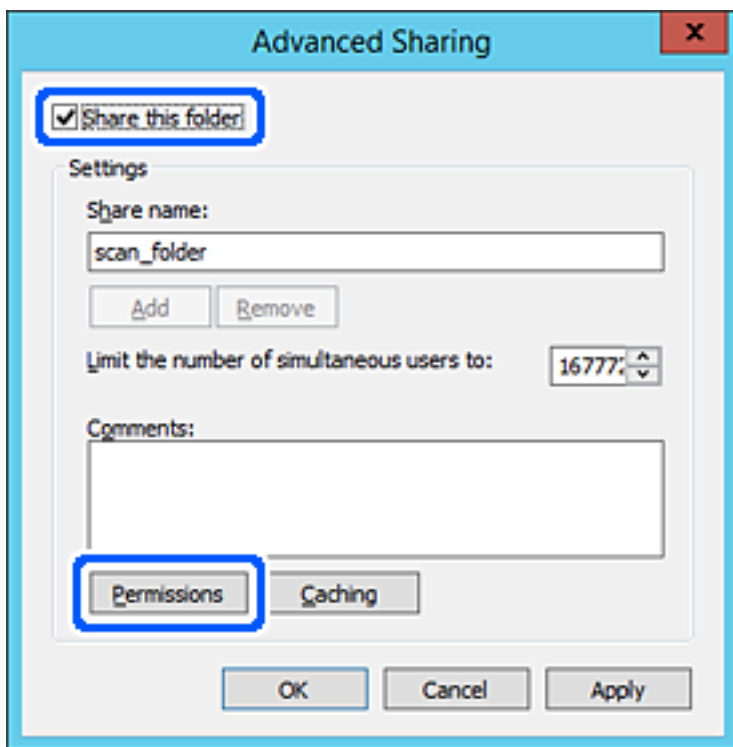 Advanced Sharing
Share this folder
Settings
Share name:
scan_folder
Add Remove
Limit the number of simultaneous users to:
Comments:
Permissions Caching
OK Cancel Apply